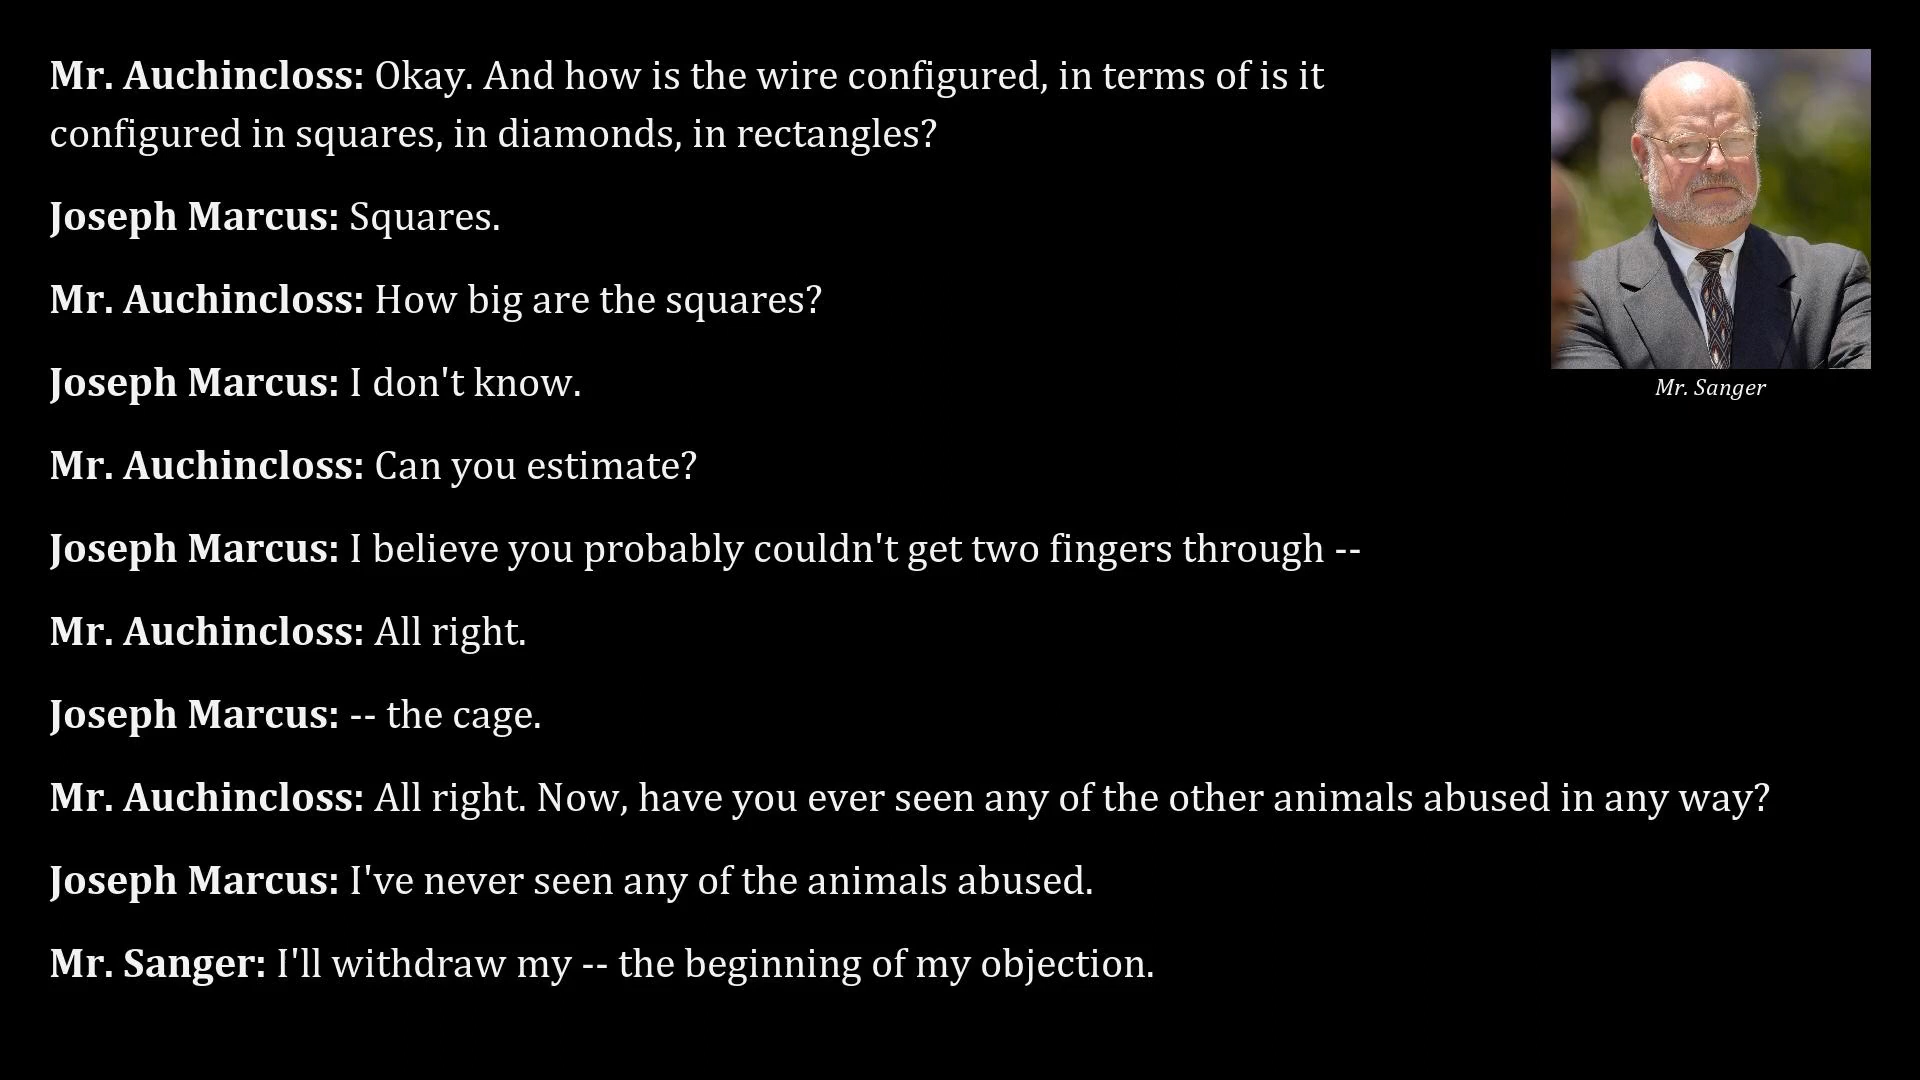 Mr. Auchincloss: Okay. And how is the wire configured, in terms of is it
configured in squares, in diamonds, in rectangles?
Joseph Marcus: Squares.
Mr. Auchincloss: How big are the squares?
Joseph Marcus: I don't know.
Mr. Auchincloss: Can you estimate?
Joseph Marcus: I believe you probably couldn't get two fingers through --
Mr. Auchincloss: All right.
Joseph Marcus: -- the cage.
Mr. Auchincloss: All right. Now, have you ever seen any of the other animals abused in any way?
Joseph Marcus: I've never seen any of the animals abused.
Mr. Sanger: I'll withdraw my -- the beginning of my objection.
Mr. Sanger